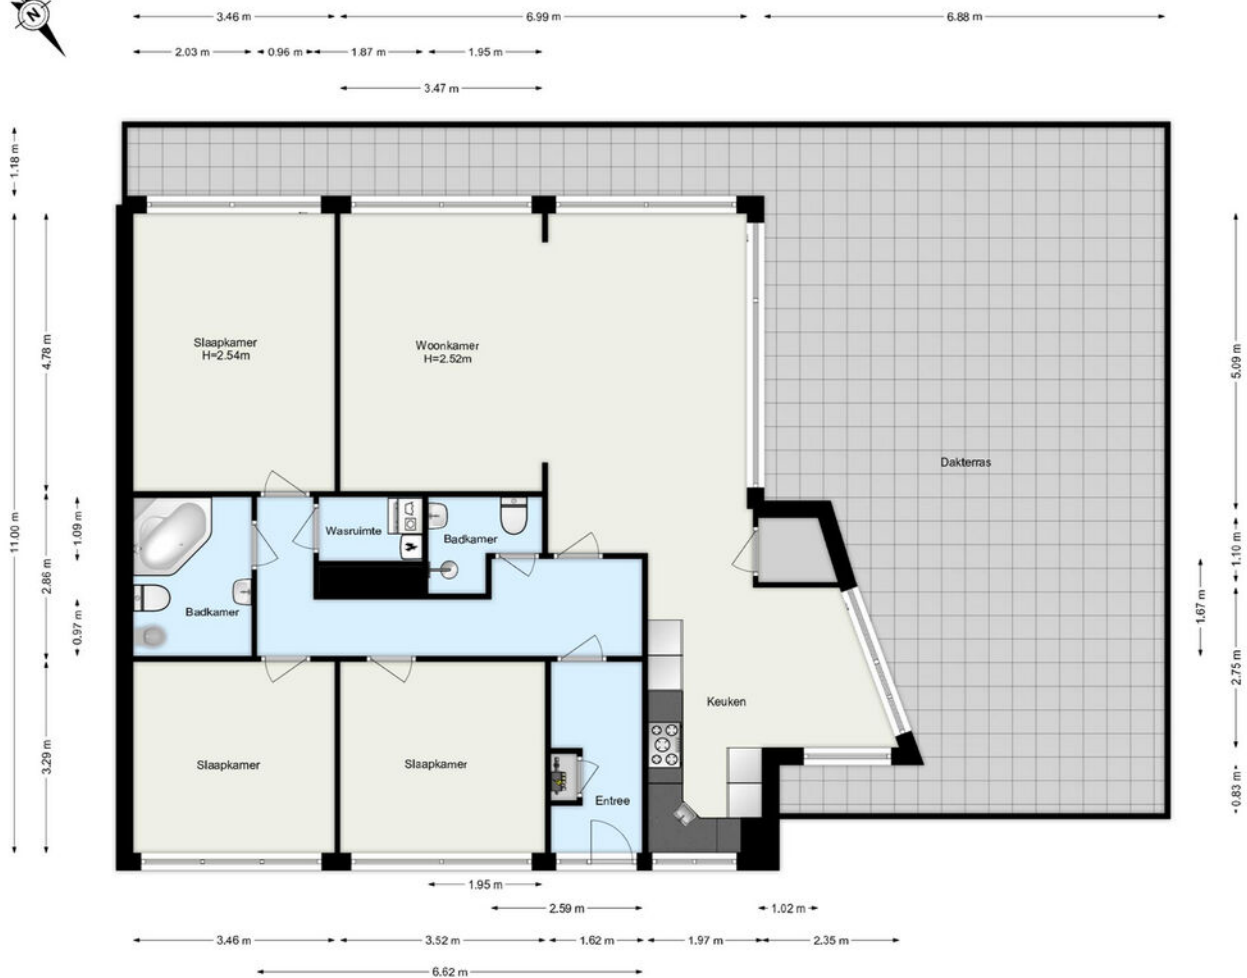 N
3.46 m
6.99 m
6.88 m
2.03 m
0.96 m
1.87 m
1.95 m
3.47 m
1.18 m
11.00 m
4.78 m
2.86 m
1.09 m
0.97 m
3.29 m
Slaapkamer
H=2.54m
Woonkamer
H=2.52m
Dakterras
Wasruimte
Badkamer
Badkamer
Keuken
Slaapkamer
Slaapkamer
Entree
5.09 m
1.10 m
1.67 m
2.75 m
0.83 m
1.95 m
2.59 m
1.02 m
3.46 m
3.52 m
1.62 m
1.97 m
2.35 m
6.62 m